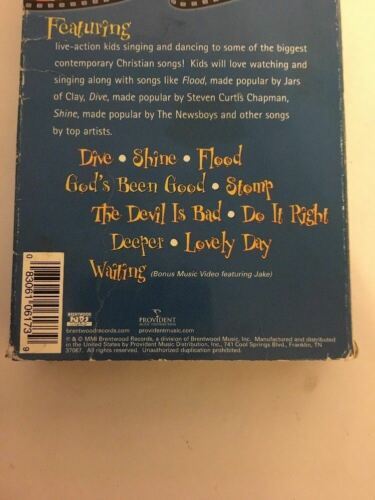 Featuring
live-action kids singing and dancing to some of the biggest
contemporary Christian songs! Kids will love watching and
singing along with songs like Flood, made popular by Jars
of Clay, Dive, made popular by Steven Curtis Chapman,
Shine, made popular by The Newsboys and other songs
by top artists.
Dive • Shine • Flood
God's Been Good • Stomp
The Devil Is Bad • Do It Right
Deeper • Lovely Day
Waiting (Bonus Music Video featuring Jake)
0 83061 06173 9
BRENTWOOD
PROVIDENT
brentwoodrecords.com providentmusic.com
℗ & © MMI Brentwood Records, a division of Brentwood Music, Inc. Manufactured and distributed
in the United States by Provident Music Distribution, Inc., 741 Cool Springs Blvd., Franklin, TN
37067. All rights reserved. Unauthorized duplication prohibited.